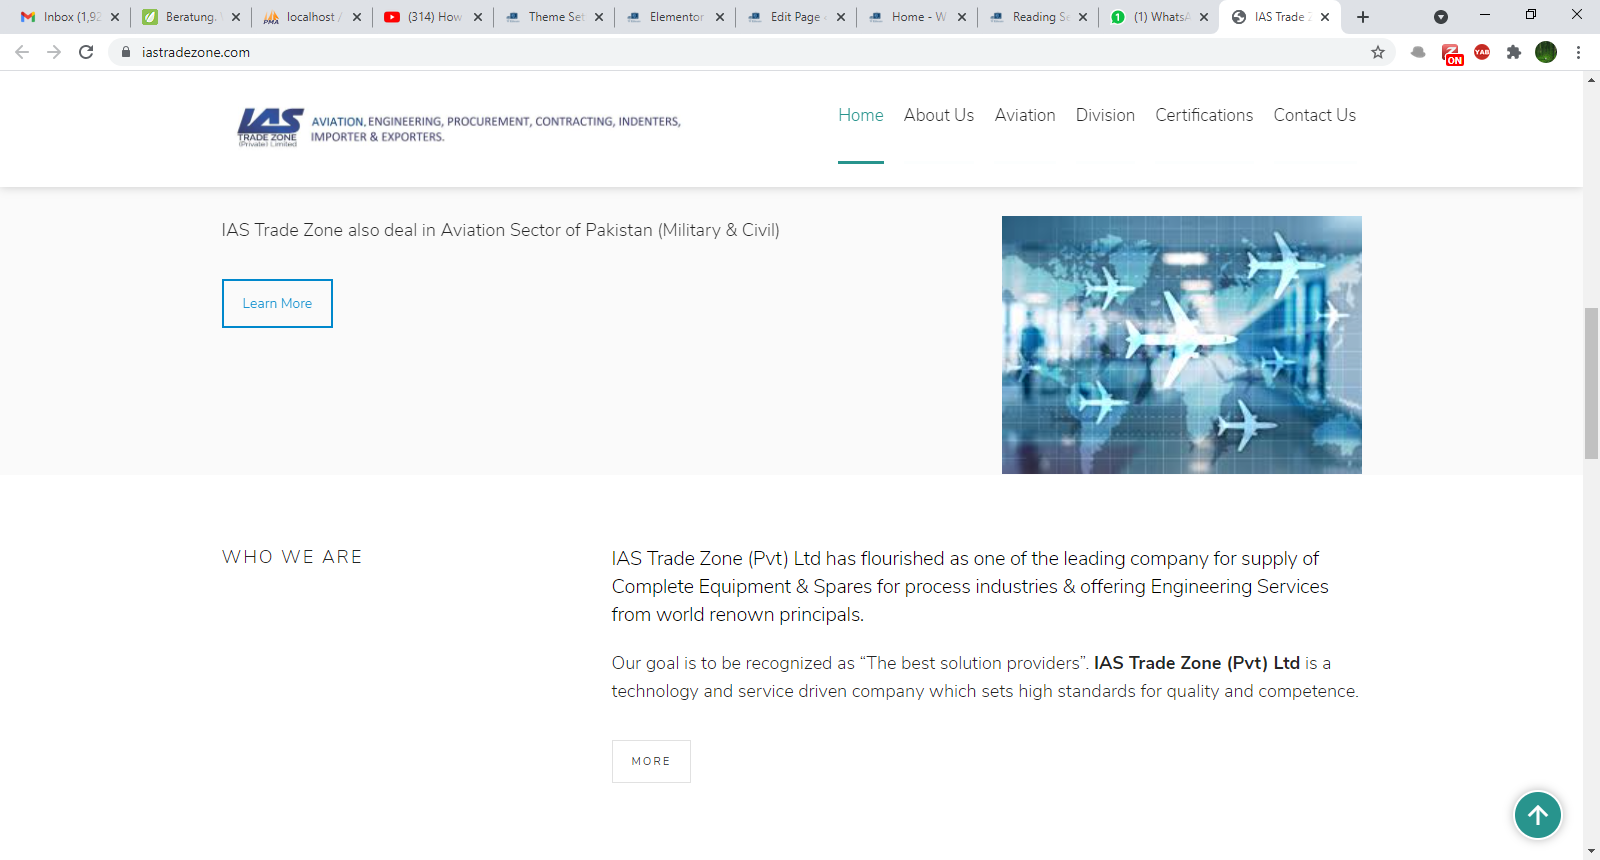 Inbox (1,92
Beratung.
localhost /
(314) How
Theme Set
Elementor
Edit Page
Home - W
Reading Se
(1) WhatsA
IAS Trade Z
iastradezone.com
ON
YAB
IAS
TRADE ZONE
(Private) Limited
AVIATION, ENGINEERING, PROCUREMENT, CONTRACTING, INDENTERS,
IMPORTER & EXPORTERS.
Home About Us Aviation Division Certifications Contact Us
IAS Trade Zone also deal in Aviation Sector of Pakistan (Military & Civil)
Learn More
WHO WE ARE
IAS Trade Zone (Pvt) Ltd has flourished as one of the leading company for supply of
Complete Equipment & Spares for process industries & offering Engineering Services
from world renown principals.
Our goal is to be recognized as “The best solution providers”. IAS Trade Zone (Pvt) Ltd is a
technology and service driven company which sets high standards for quality and competence.
MORE